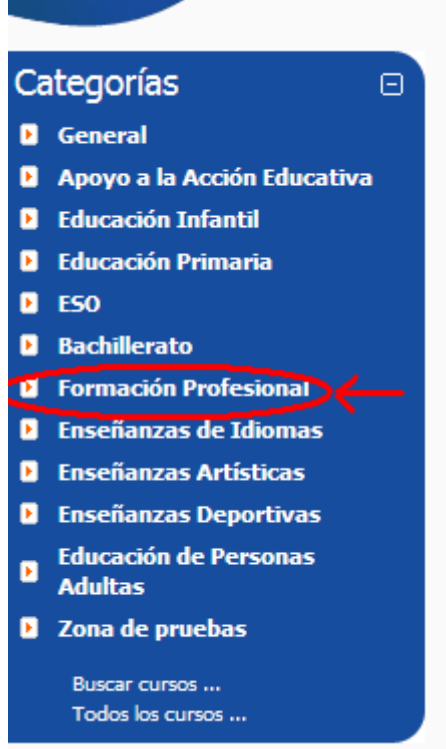 Categorías
General
Apoyo a la Acción Educativa
Educación Infantil
Educación Primaria
ESO
Bachillerato
Formación Profesional
Enseñanzas de Idiomas
Enseñanzas Artísticas
Enseñanzas Deportivas
Educación de Personas
Adultas
Zona de pruebas
Buscar cursos ...
Todos los cursos ...